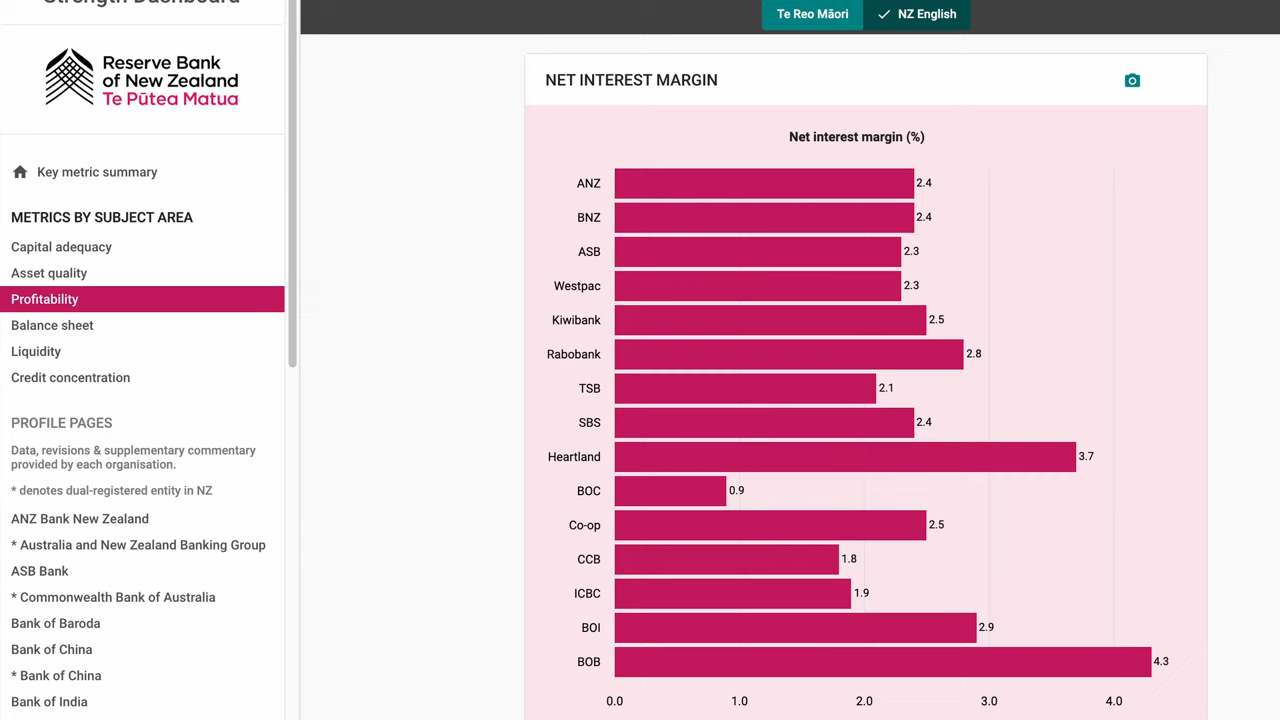 Strength Dashboard
Reserve Bank
of New Zealand
Te Pūtea Matua
Key metric summary
METRICS BY SUBJECT AREA
Capital adequacy
Asset quality
Profitability
Balance sheet
Liquidity
Credit concentration
PROFILE PAGES
Data, revisions & supplementary commentary
provided by each organisation.
* denotes dual-registered entity in NZ
ANZ Bank New Zealand
* Australia and New Zealand Banking Group
ASB Bank
* Commonwealth Bank of Australia
Bank of Baroda
Bank of China
* Bank of China
Bank of India
Te Reo Māori
NZ English
NET INTEREST MARGIN
Net interest margin (%)
ANZ 2.4
BNZ 2.4
ASB 2.3
Westpac 2.3
Kiwibank 2.5
Rabobank 2.8
TSB 2.1
SBS 2.4
Heartland 3.7
BOC 0.9
Co-op 2.5
CCB 1.8
ICBC 1.9
BOI 2.9
BOB 4.3
0.0 1.0 2.0 3.0 4.0